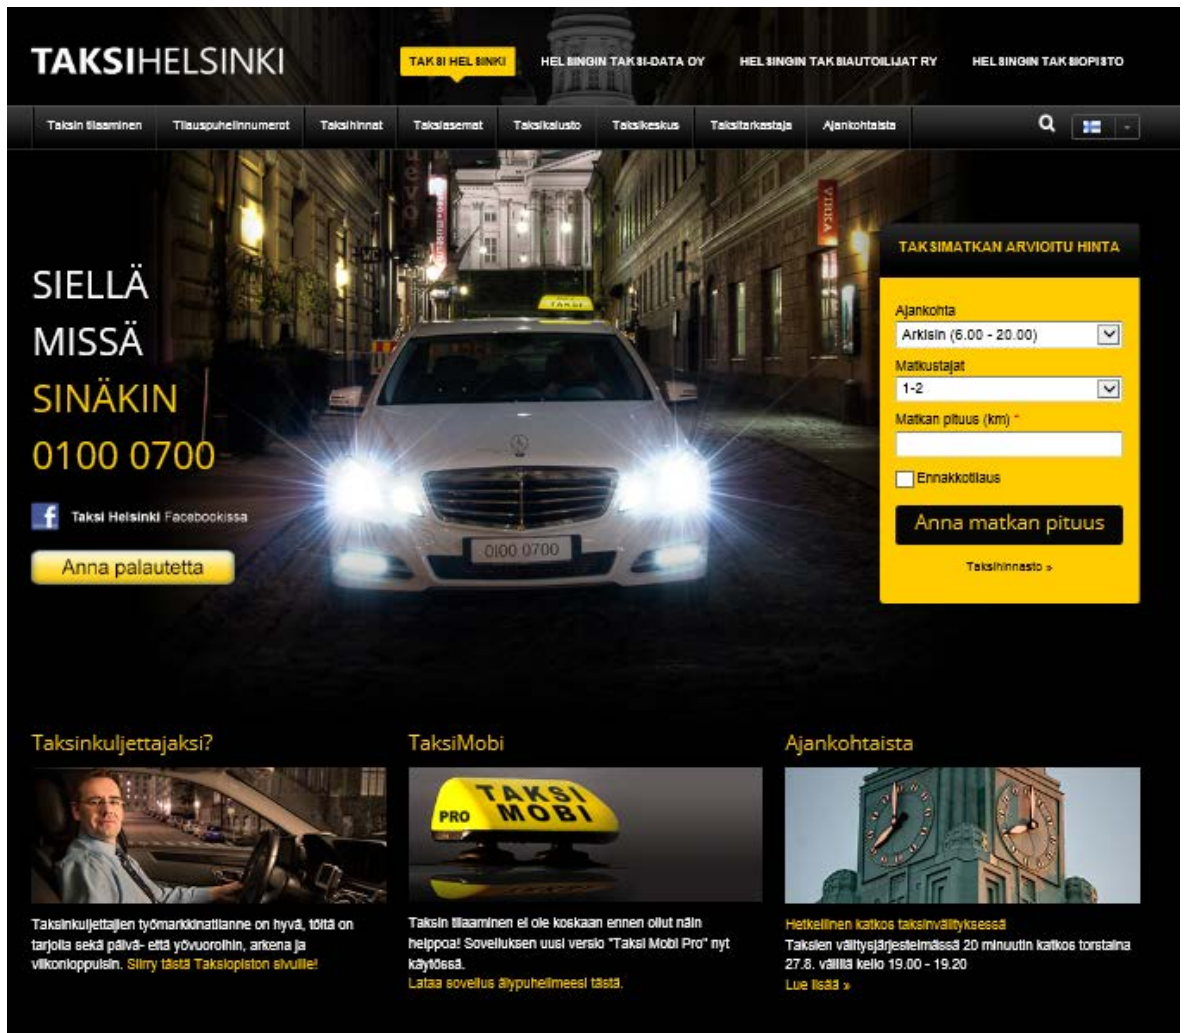 TAKSIHELSINKI
TAKSI HELSINKI
HELSINGIN TAKSI-DATA OY
HELSINGIN TAKSIAUTOILIJAT RY
HELSINGIN TAKSIOPISTO
Taksin tilaaminen
Tilauspuhelinnumerot
Taksihinnat
Taksiasemat
Taksikalusto
Taksikeskus
Taksitarkastaja
Ajankohtaista
VIRKA
TAKSI
0100 0700
SIELLÄ
MISSÄ
SINÄKIN
0100 0700
Taksi Helsinki Facebookissa
Anna palautetta
TAKSIMATKAN ARVIOITU HINTA
Ajankohta
Arkisin (6.00 - 20.00)
Matkustajat
1-2
Matkan pituus (km) *
Ennakkotilaus
Anna matkan pituus
Taksihinnasto »
Taksinkuljettajaksi?
Taksinkuljettajien työmarkkinatilanne on hyvä, töitä on
tarjolla sekä päivä- että yövuoroihin, arkena ja
viikonloppuisin. Siirry tästä Taksiopiston sivuille!
TaksiMobi
TAKSI
PRO MOBI
Taksin tilaaminen ei ole koskaan ennen ollut näin
helppoa! Sovelluksen uusi versio "Taksi Mobi Pro" nyt
käytössä.
Lataa sovellus älypuhelimeesi tästä.
Ajankohtaista
Hetkellinen katkos taksinvälityksessä
Taksien välitysjärjestelmässä 20 minuutin katkos torstaina
27.8. välillä kello 19.00 - 19.20
Lue lisää »